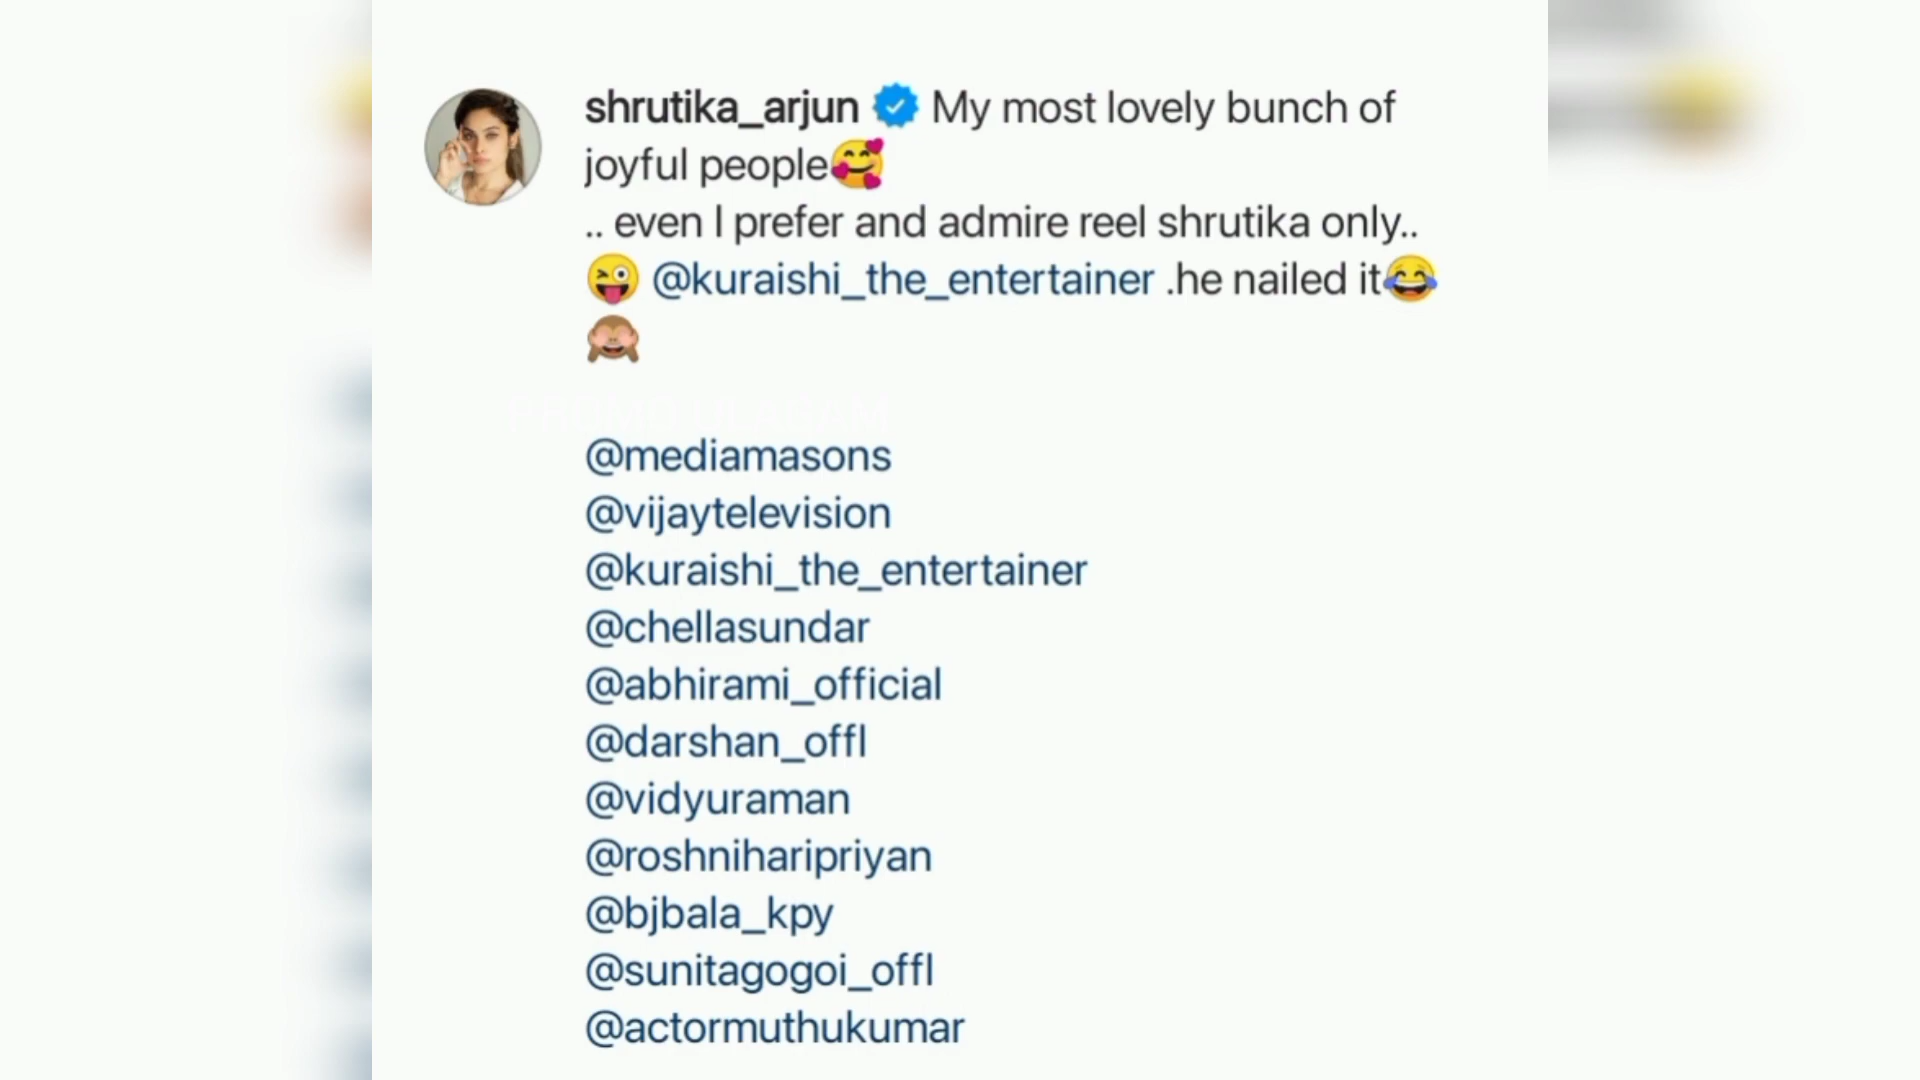 shrutika_arjun My most lovely bunch of
joyful people🥰
.. even I prefer and admire reel shrutika only..
😜 @kuraishi_the_entertainer .he nailed it😂
🙈
@mediamasons
@vijaytelevision
@kuraishi_the_entertainer
@chellasundar
@abhirami_official
@darshan_offl
@vidyuraman
@roshniharipriyan
@bjbala_kpy
@sunitagogoi_offl
@actormuthukumar